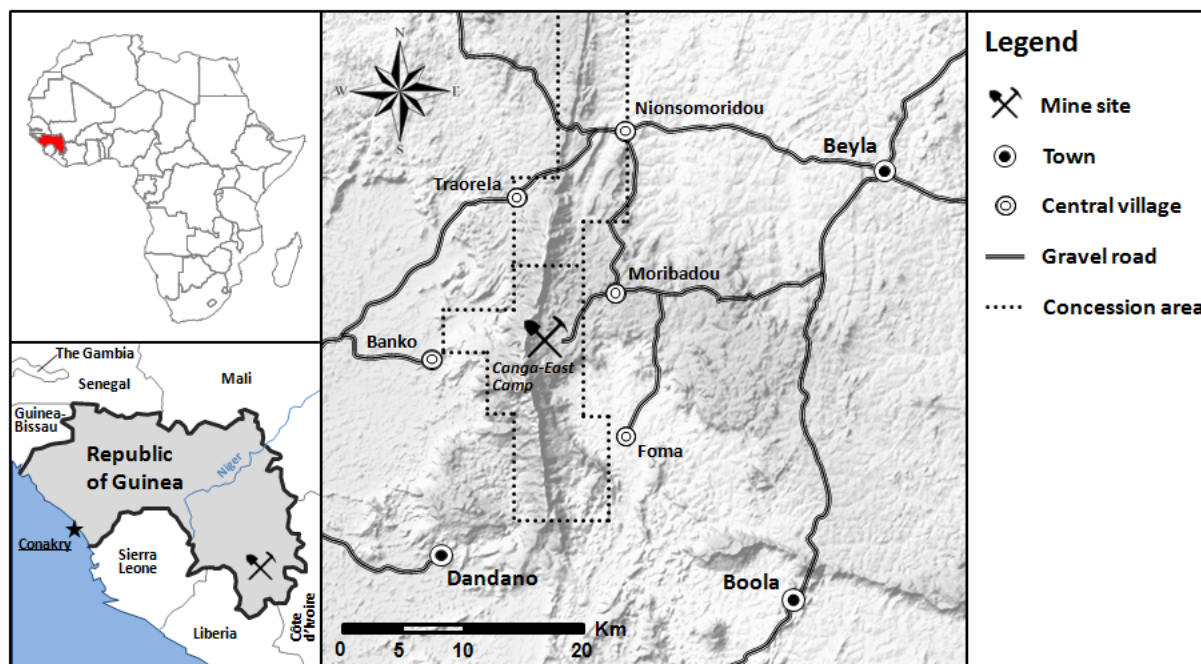 The Gambia
Senegal
Mali
Guinea-
Bissau
Republic
of Guinea
Niger
Conakry
Sierra
Leone
Liberia
Côte
d'Ivoire
N
W
E
S
Nionsomoridou
Beyla
Traorela
Moribadou
Banko
Canga-East
Camp
Foma
Dandano
Boola
Km
0
5
10
20
Legend
Mine site
Town
Central village
Gravel road
Concession area